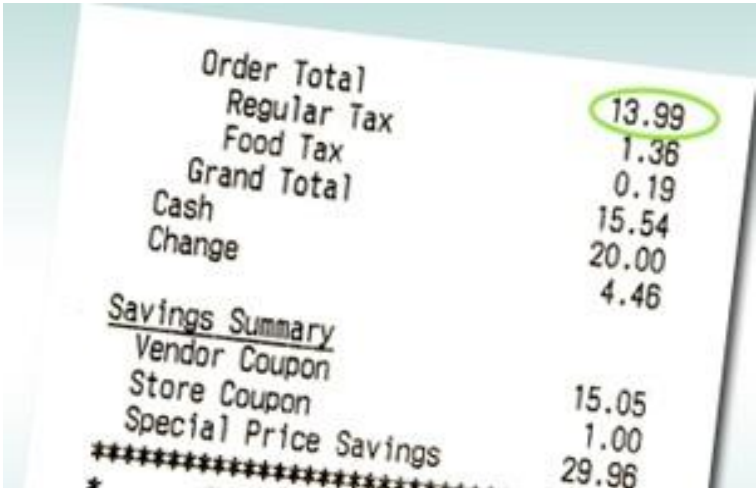 Order Total 13.99
Regular Tax 1.36
Food Tax 0.19
Grand Total 15.54
Cash 20.00
Change 4.46
Savings Summary
Vendor Coupon 15.05
Store Coupon 1.00
Special Price Savings 29.96
****************************
*